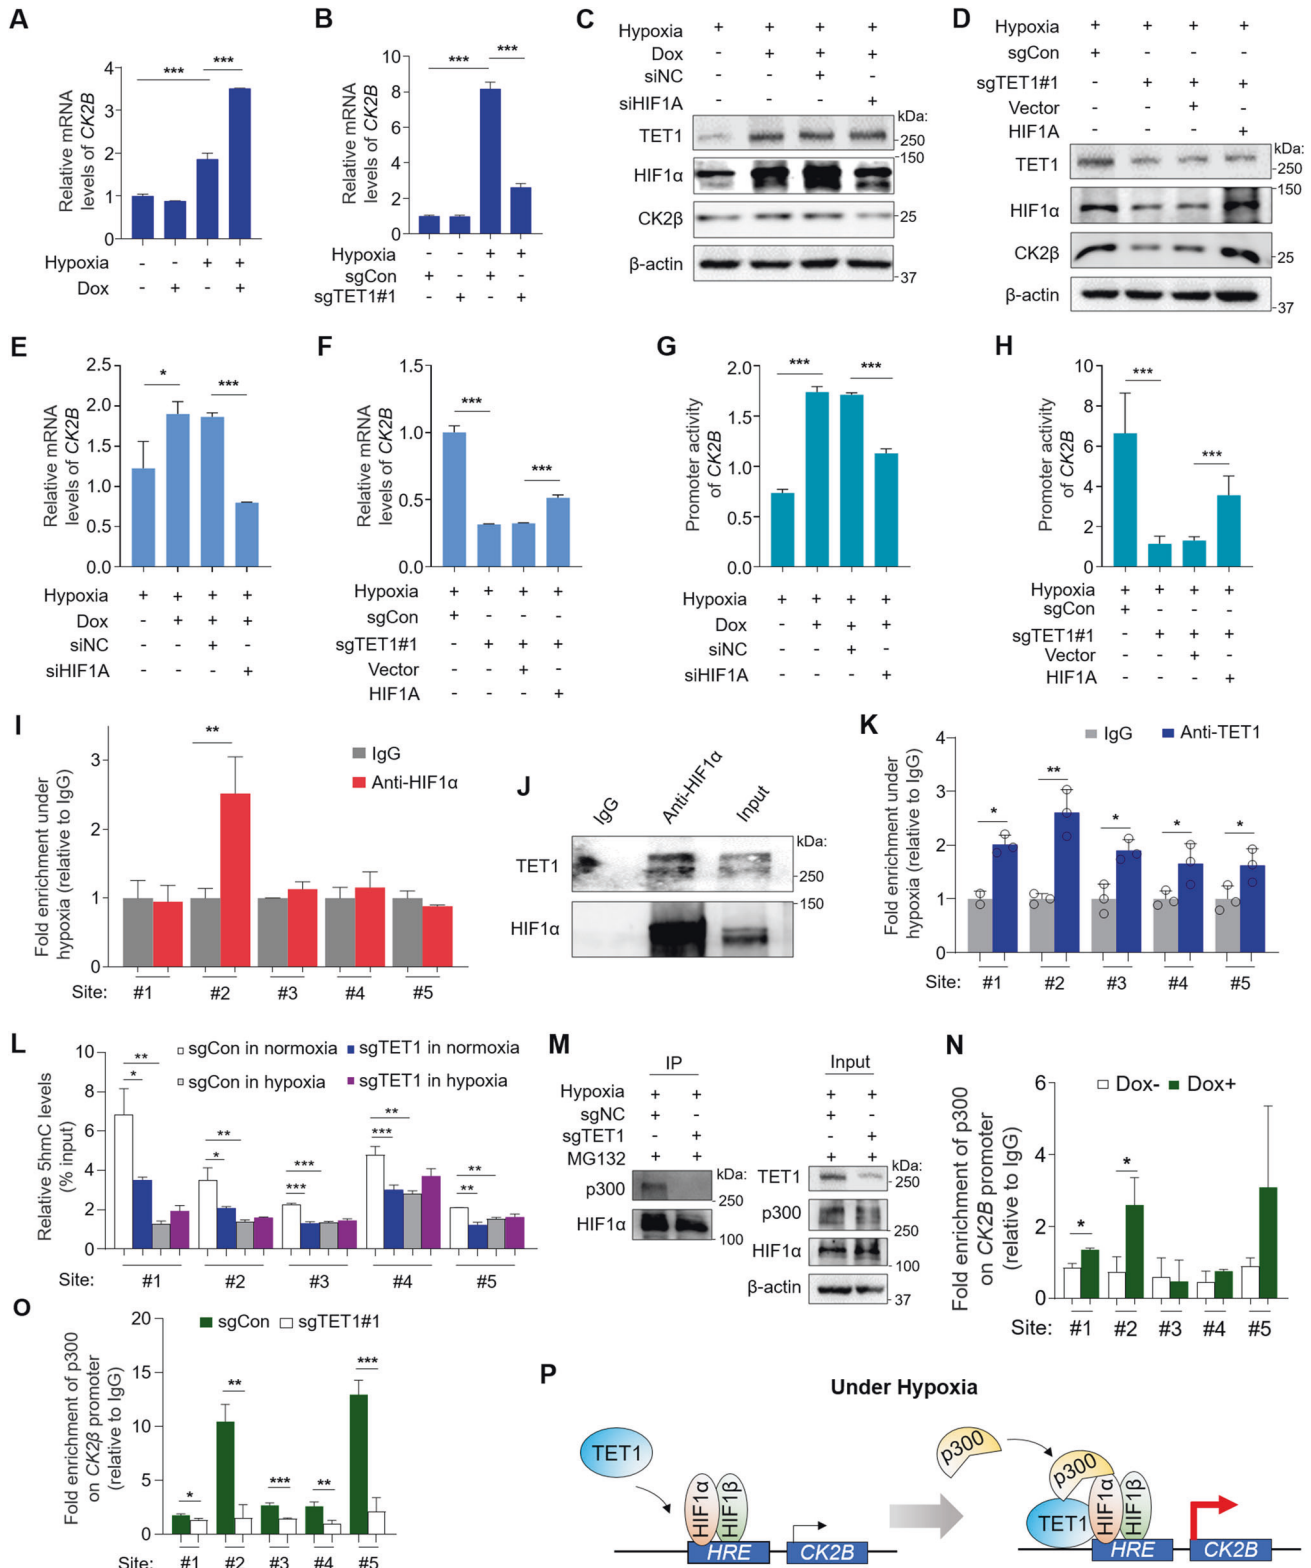 A
Relative mRNA
levels of CK2B
4
3
2
1
0
***
***
Hypoxia - - + +
Dox - + - +
B
Relative mRNA
levels of CK2B
10
8
6
4
2
0
***
***
Hypoxia - - + +
sgCon + - + -
sgTET1#1 - + - +
C
Hypoxia + + + +
Dox - + + +
siNC - - + -
siHIF1A - - - +
kDa:
TET1
250
150
HIF1α
CK2β
25
β-actin
37
D
Hypoxia + + + +
sgCon + - - -
sgTET1#1 - + + +
Vector - - + -
HIF1A - - - +
kDa:
TET1
250
150
HIF1α
CK2β
25
β-actin
37
E
Relative mRNA
levels of CK2B
2.5
2.0
1.5
1.0
0.5
0.0
*
***
Hypoxia + + + +
Dox - + + +
siNC - - + -
siHIF1A - - - +
F
Relative mRNA
levels of CK2B
1.5
1.0
0.5
0.0
***
***
Hypoxia + + + +
sgCon + - - -
sgTET1#1 - + + +
Vector - - + -
HIF1A - - - +
G
Promoter activity
of CK2B
2.0
1.5
1.0
0.5
0.0
***
***
Hypoxia + + + +
Dox - + + +
siNC - - + -
siHIF1A - - - +
H
Promoter activity
of CK2B
10
8
6
4
2
0
***
***
Hypoxia + + + +
sgCon + - - -
sgTET1#1 - + + +
Vector - - + -
HIF1A - - - +
I
Fold enrichment under
hypoxia (relative to IgG)
3
2
1
0
**
IgG
Anti-HIF1α
Site: #1 #2 #3 #4 #5
J
IgG
Anti-HIF1α
Input
kDa:
TET1
250
150
HIF1α
K
IgG Anti-TET1
Fold enrichment under
hypoxia (relative to IgG)
4
3
2
1
0
* ** * * *
Site: #1 #2 #3 #4 #5
L
Relative 5hmC levels
(% input)
10
8
6
4
2
0
sgCon in normoxia sgTET1 in normoxia
sgCon in hypoxia sgTET1 in hypoxia
** ** *** ** **
* * *** *** **
Site: #1 #2 #3 #4 #5
M
IP
Hypoxia + +
sgNC + -
sgTET1 - +
MG132 + +
kDa:
p300
250
HIF1α
100
Input
+ +
+ -
- +
+ +
kDa:
TET1
250
p300
250
HIF1α
100
β-actin
37
N
Fold enrichment of p300
on CK2B promoter
(relative to IgG)
6
4
2
0
Dox- Dox+
* *
Site: #1 #2 #3 #4 #5
O
Fold enrichment of p300
on CK2β promoter
(relative to IgG)
20
15
10
5
0
sgCon sgTET1#1
* ** *** ** ***
Site: #1 #2 #3 #4 #5
P
Under Hypoxia
TET1
HIF1α
HIF1β
HRE
CK2B
p300
p300
TET1
HIF1α
HIF1β
HRE
CK2B